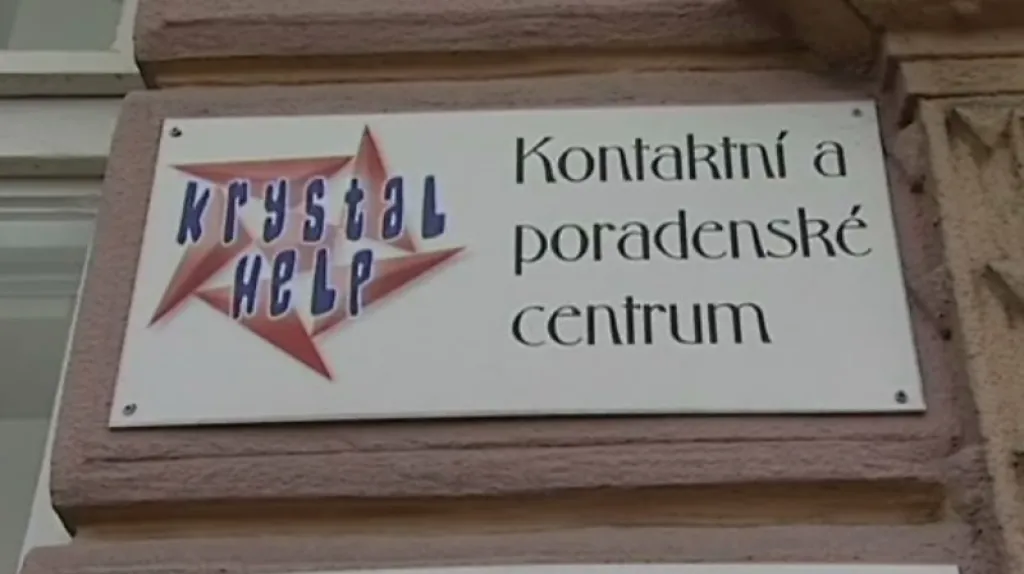 Krystal
Help
Kontaktní a
poradenské
centrum